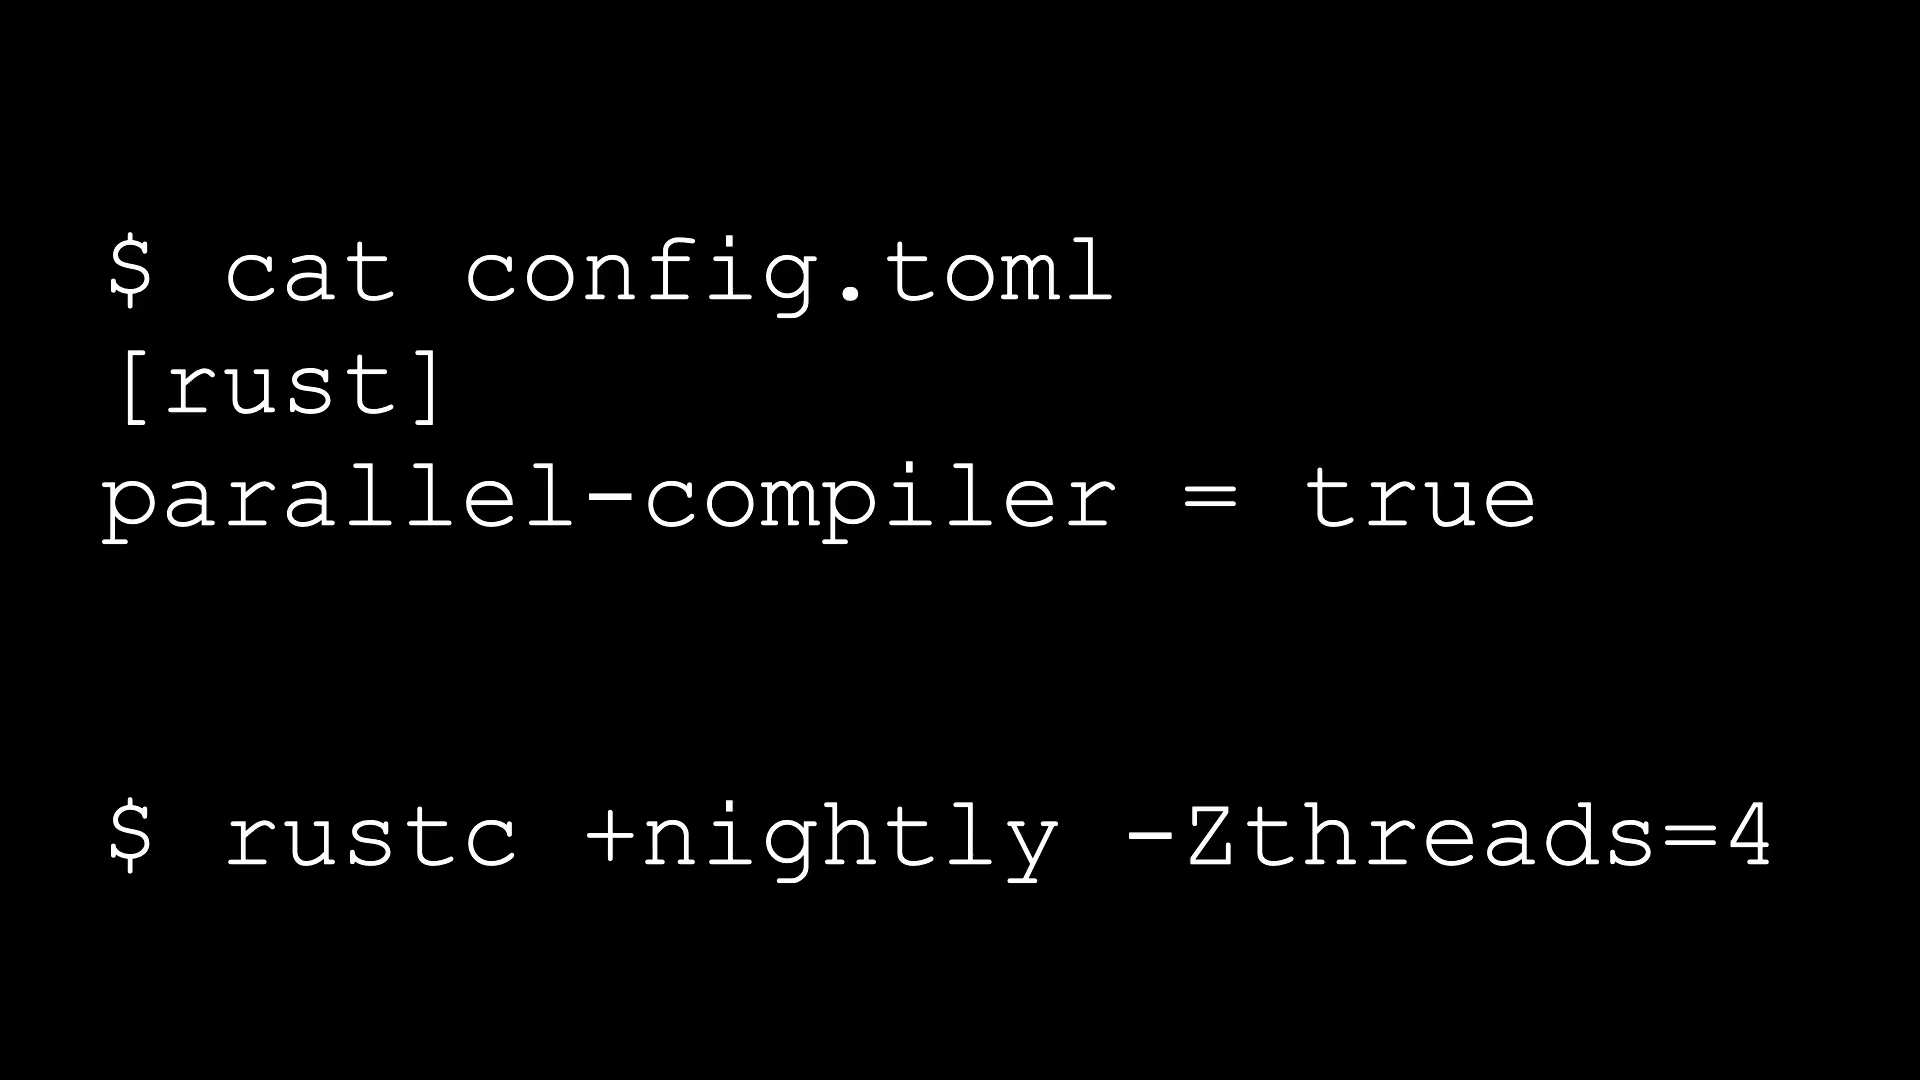 $ cat config.toml
[rust]
parallel-compiler = true
$ rustc +nightly -Zthreads=4